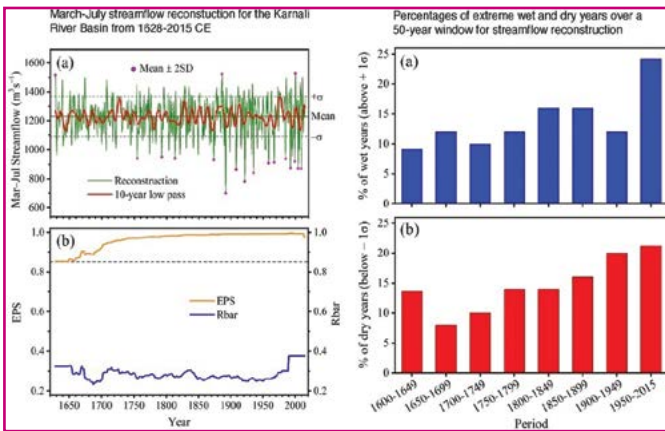 March-July streamflow reconstuction for the Karnali
River Basin from 1628-2015 CE
(a)
Mean ± 2SD
1600
1400
1200
1000
800
600
+σ
Mean
−σ
Mar–Jul Streamflow (m³ s⁻¹)
Reconstruction
10-year low pass
(b)
1.0
0.8
0.6
0.4
0.2
EPS
EPS
Rbar
1.0
0.8
0.6
0.4
0.2
Rbar
1650 1700 1750 1800 1850 1900 1950 2000
Year
Percentages of extreme wet and dry years over a
50-year window for streamflow reconstruction
(a)
25
20
15
10
5
0
% of wet years (above + 1σ)
(b)
25
20
15
10
5
0
% of dry years (below – 1σ)
1600-1649
1650-1699
1700-1749
1750-1799
1800-1849
1850-1899
1900-1949
1950-2015
Period